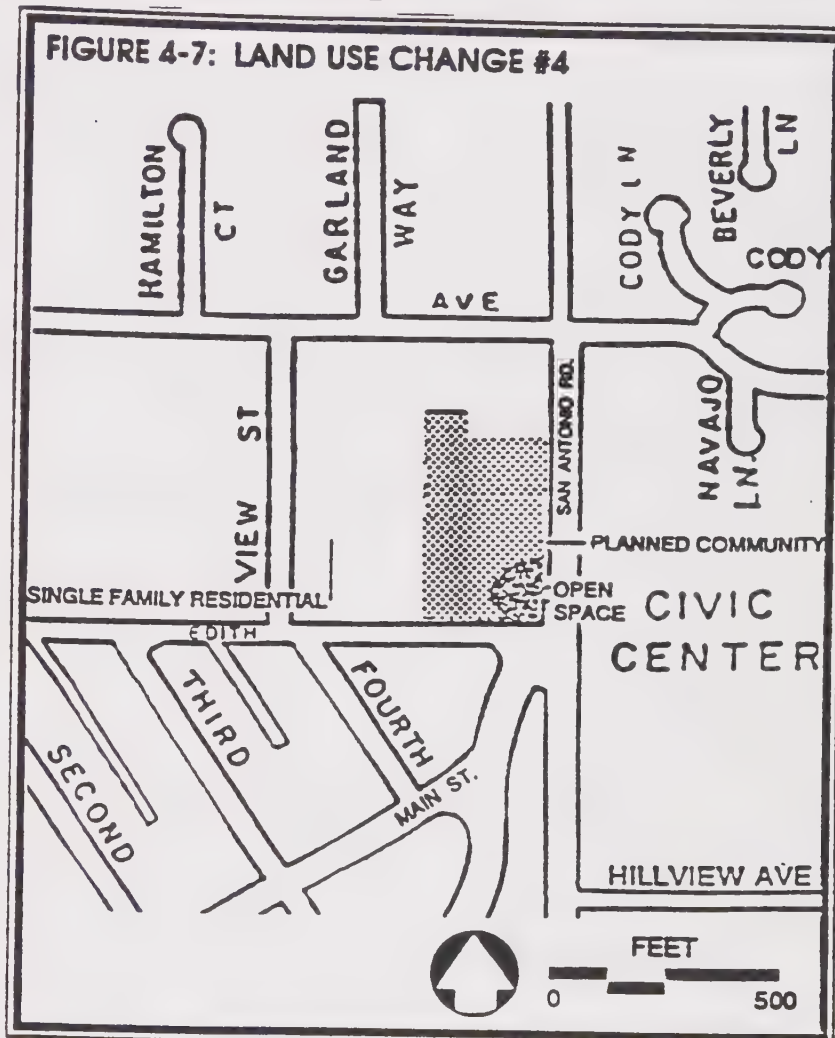 FIGURE 4-7: LAND USE CHANGE #4
HAMILTON
CT
GARLAND
WAY
CODY LN
BEVERLY
LN
CODY
AVE
VIEW ST
SAN ANTONIO RD.
NAVAJO
LN.
PLANNED COMMUNITY
SINGLE FAMILY RESIDENTIAL
OPEN
SPACE
CIVIC
CENTER
EDITH
THIRD
FOURTH
SECOND
MAIN ST.
HILLVIEW AVE
FEET
0 500